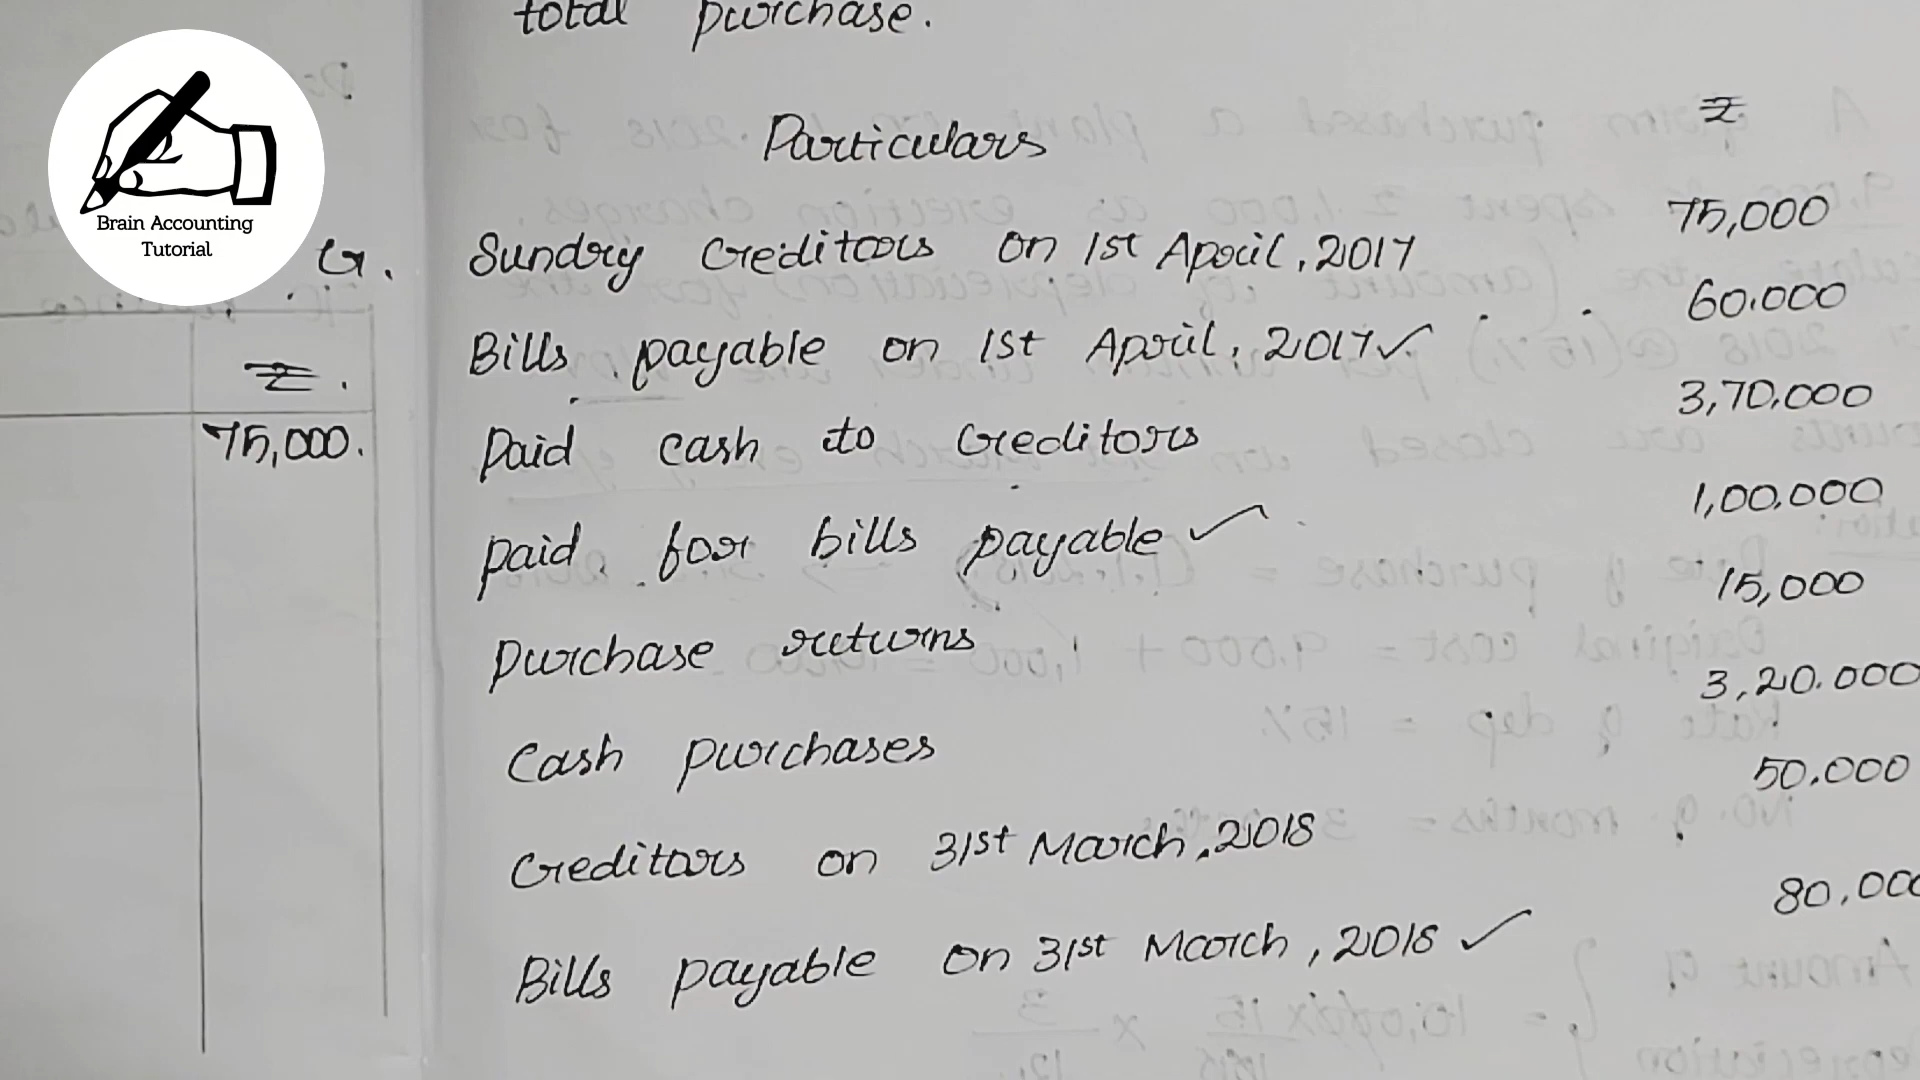 total purchase.
Brain Accounting
Tutorial
Particulars ₹
Cr.
₹.
75,000.
Sundry Creditors on 1st April, 2017 75,000
Bills payable on 1st April, 2017 ✓ 60,000
Paid cash to Creditors 3,70,000
paid for bills payable ✓ 1,00,000
Purchase returns 15,000
Cash purchases 3,20,000
Creditors on 31st March, 2018 50,000
Bills payable on 31st March, 2018 ✓ 80,000